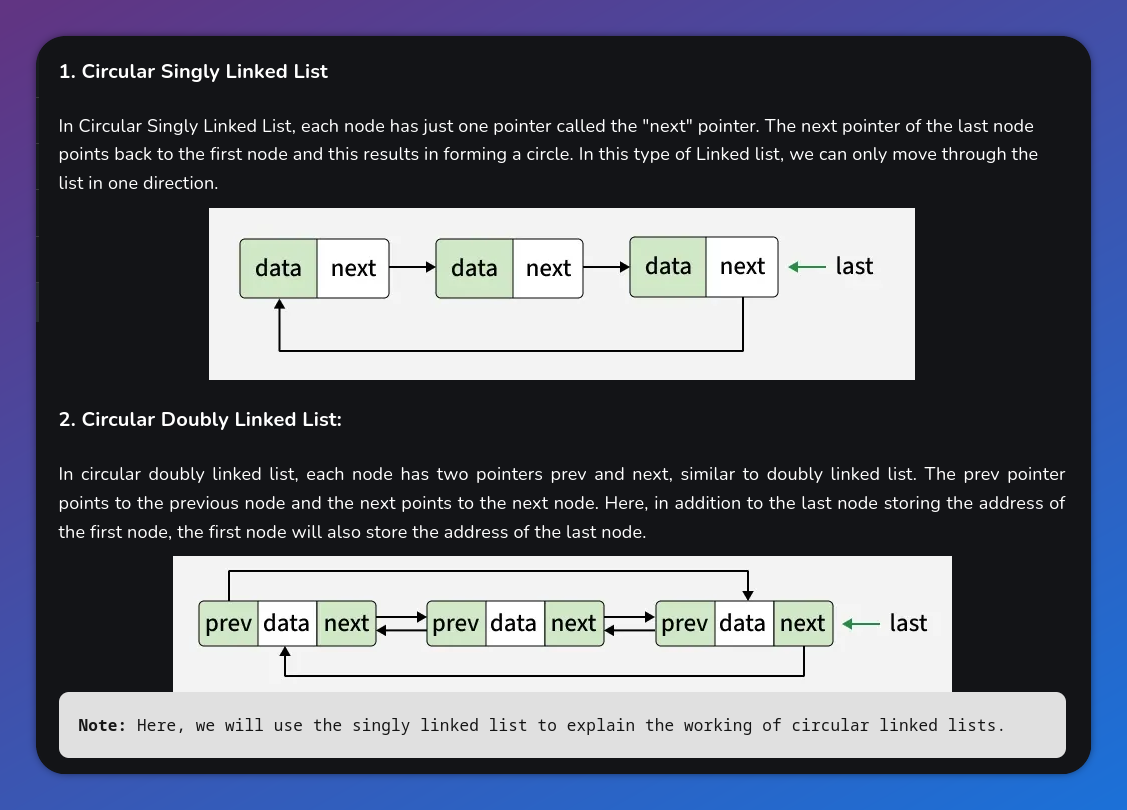 1. Circular Singly Linked List
In Circular Singly Linked List, each node has just one pointer called the "next" pointer. The next pointer of the last node
points back to the first node and this results in forming a circle. In this type of Linked list, we can only move through the
list in one direction.
data next data next data next last
2. Circular Doubly Linked List:
In circular doubly linked list, each node has two pointers prev and next, similar to doubly linked list. The prev pointer
points to the previous node and the next points to the next node. Here, in addition to the last node storing the address of
the first node, the first node will also store the address of the last node.
prev data next prev data next prev data next last
Note: Here, we will use the singly linked list to explain the working of circular linked lists.